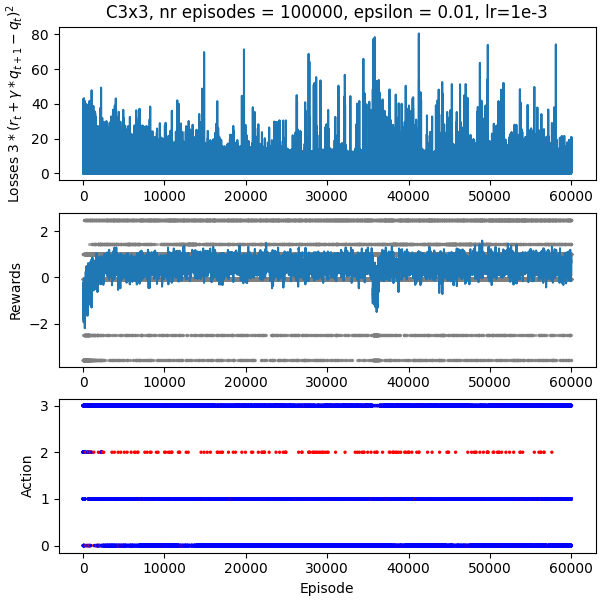 C3x3, nr episodes = 100000, epsilon = 0.01, lr=1e-3
Losses 3 * (r_t + γ * q_{t+1} − q_t)^2
80
60
40
20
0
0 10000 20000 30000 40000 50000 60000
Rewards
2
0
−2
0 10000 20000 30000 40000 50000 60000
Action
3
2
1
0
0 10000 20000 30000 40000 50000 60000
Episode